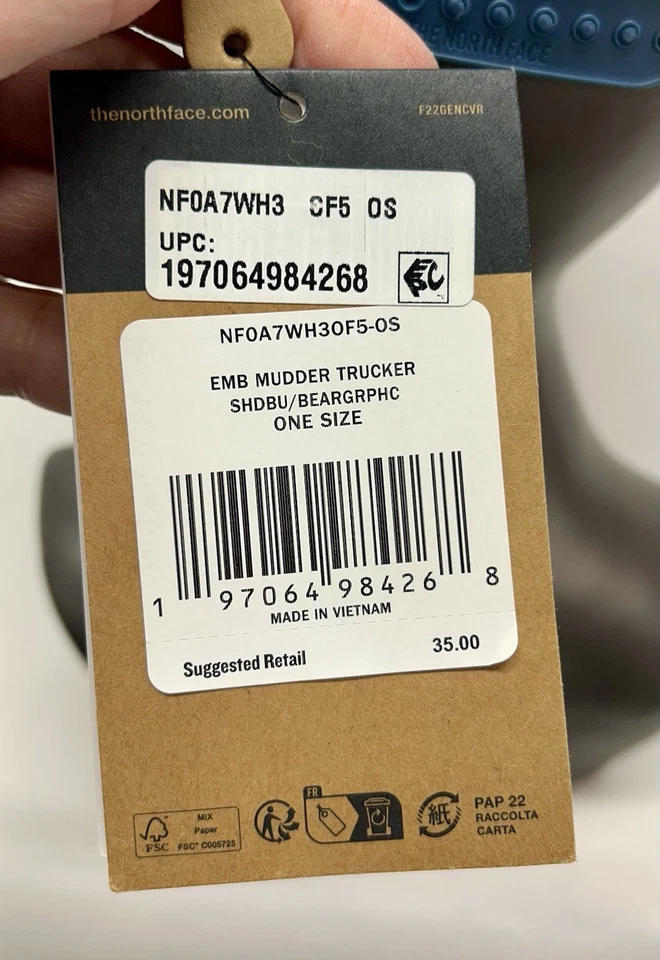 THE NORTH FACE
thenorthface.com
F22GENCVR
NF0A7WH3 OF5 OS
UPC:
197064984268
NF0A7WH3OF5-OS
EMB MUDDER TRUCKER
SHDBU/BEARGRPHC
ONE SIZE
1 97064 98426 8
MADE IN VIETNAM
Suggested Retail 35.00
FSC
MIX
Paper
FSC® C005725
FR
紙
PAP 22
RACCOLTA
CARTA